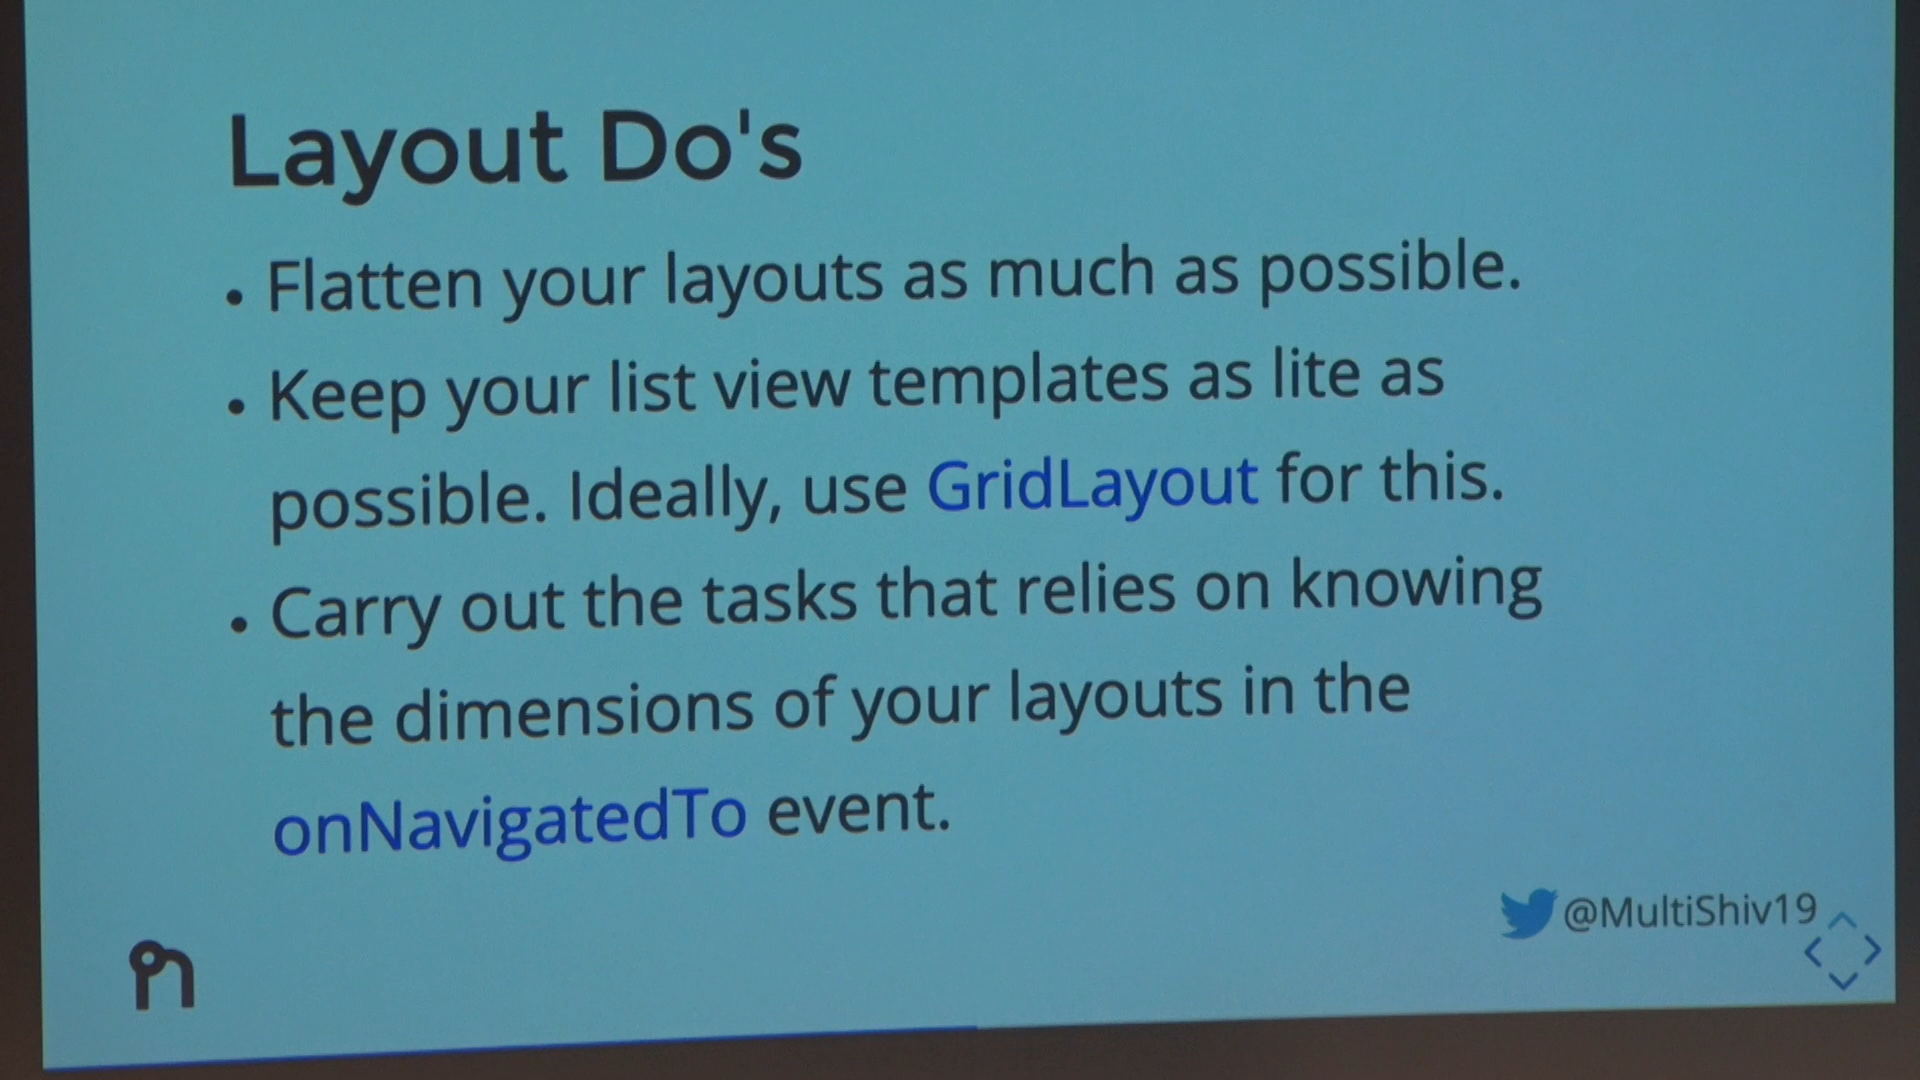 Layout Do's
• Flatten your layouts as much as possible.
• Keep your list view templates as lite as
possible. Ideally, use GridLayout for this.
• Carry out the tasks that relies on knowing
the dimensions of your layouts in the
onNavigatedTo event.
@MultiShiv19